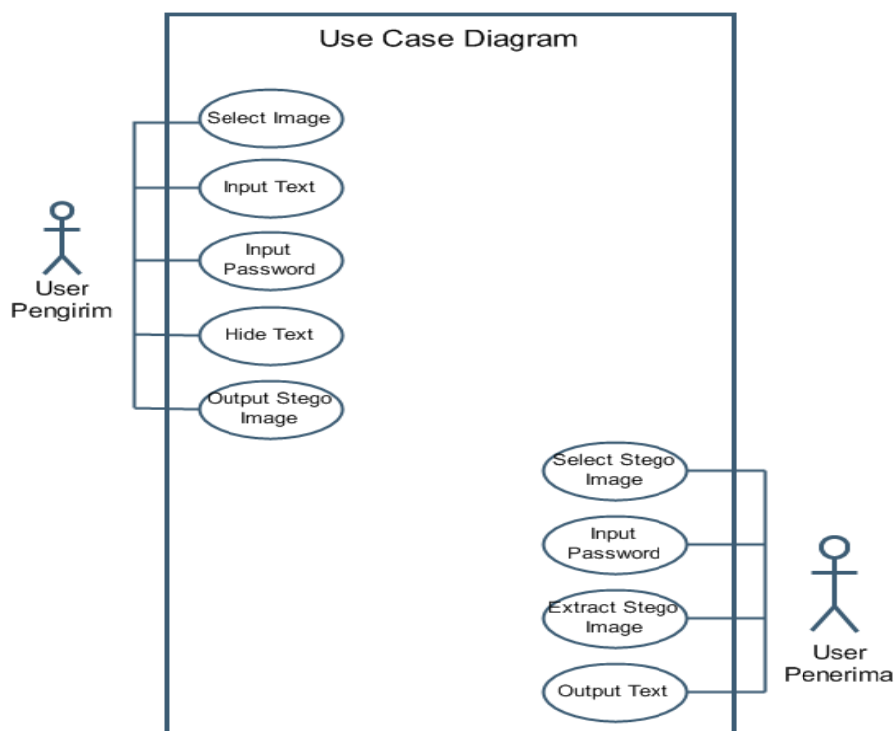 Use Case Diagram
Select Image
Input Text
Input
Password
Hide Text
Output Stego
Image
User
Pengirim
Select Stego
Image
Input
Password
Extract Stego
Image
Output Text
User
Penerima